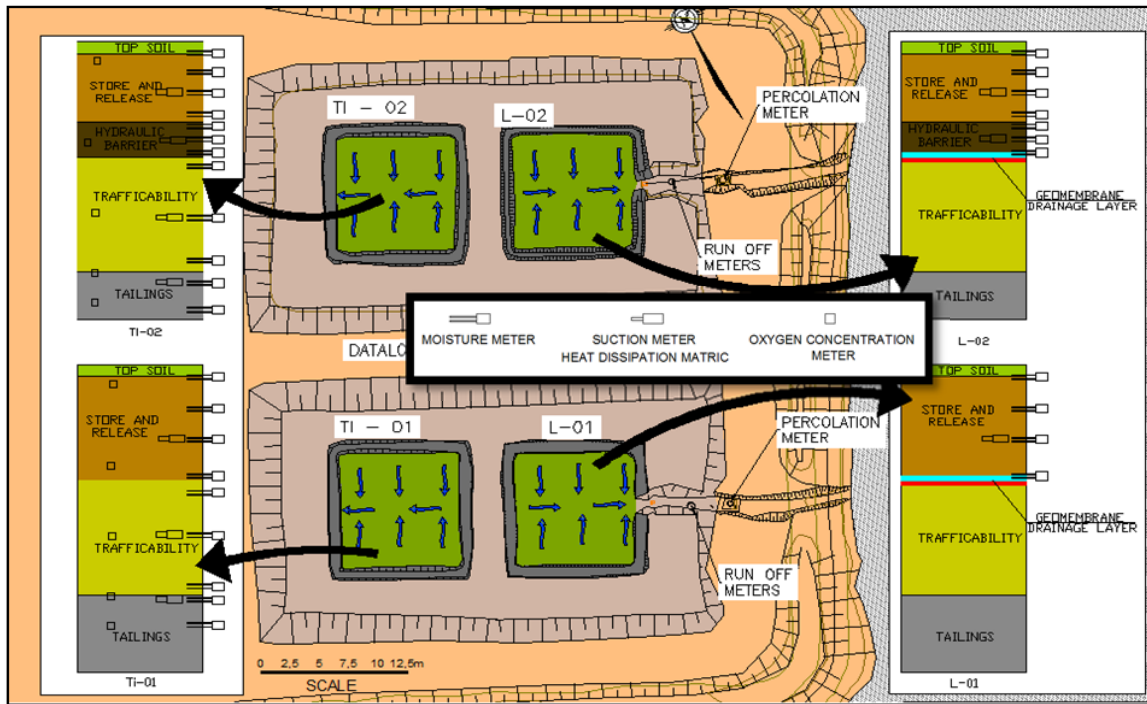 TOP SOIL
STORE AND
RELEASE
HYDRAULIC
BARRIER
TRAFFICABILITY
TAILINGS
TI-02
TOP SOIL
STORE AND
RELEASE
TRAFFICABILITY
TAILINGS
Ti-01
TI - 02
L-02
PERCOLATION
METER
RUN OFF
METERS
MOISTURE METER
SUCTION METER
HEAT DISSIPATION MATRIC
OXYGEN CONCENTRATION
METER
TI - 01
L-01
PERCOLATION
METER
RUN OFF
METERS
0 2,5 5 7,5 10 12,5m
SCALE
TOP SOIL
STORE AND
RELEASE
HYDRAULIC
BARRIER
GEOMEMBRANE
DRAINAGE LAYER
TRAFFICABILITY
TAILINGS
L-02
TOP SOIL
STORE AND
RELEASE
GEOMEMBRANE
DRAINAGE LAYER
TRAFFICABILITY
TAILINGS
L-01